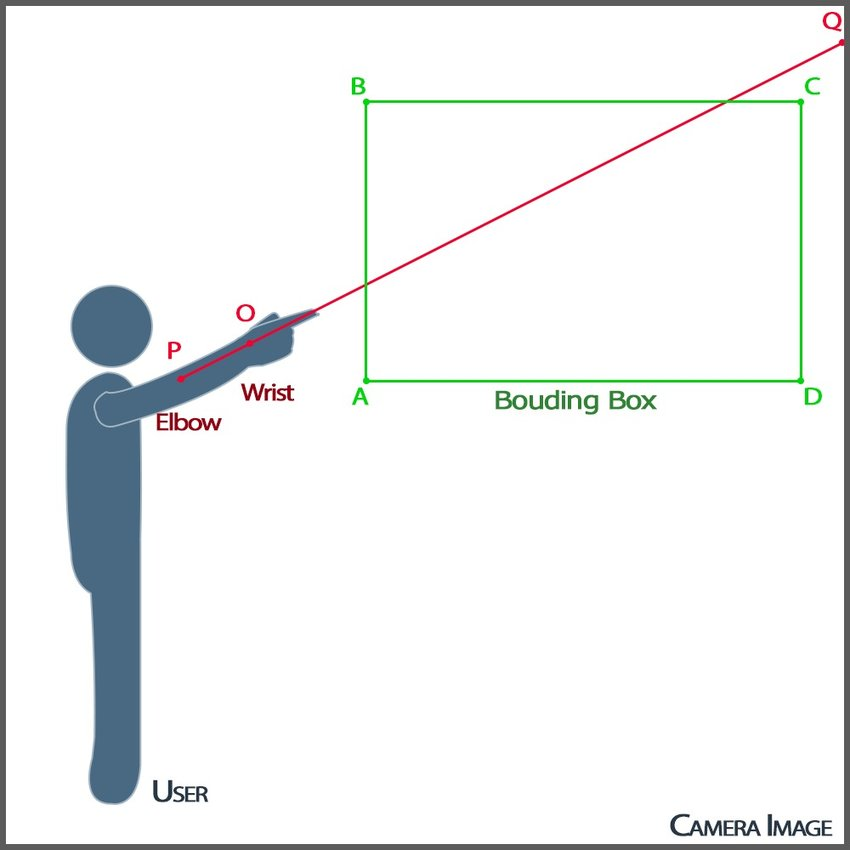 Q
B
C
O
P
A
Wrist
D
Bouding Box
Elbow
User
Camera Image